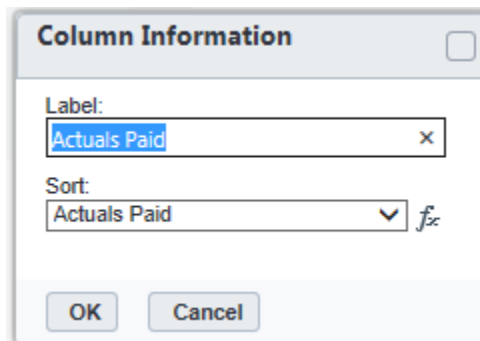 Column Information
Label:
Actuals Paid
Sort:
Actuals Paid
fx
OK Cancel